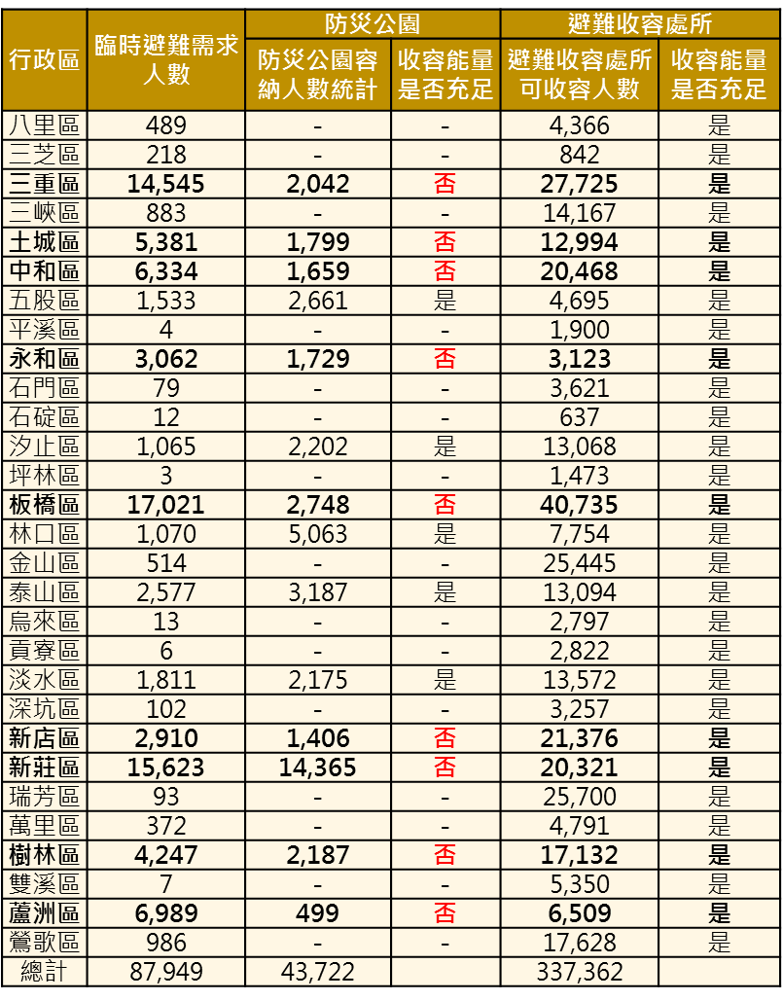 行政區 臨時避難需求人數 防災公園 避難收容處所
防災公園容納人數統計 收容能量是否充足 避難收容處所可收容人數 收容能量是否充足
八里區 489 - - 4,366 是
三芝區 218 - - 842 是
三重區 14,545 2,042 否 27,725 是
三峽區 883 - - 14,167 是
土城區 5,381 1,799 否 12,994 是
中和區 6,334 1,659 否 20,468 是
五股區 1,533 2,661 是 4,695 是
平溪區 4 - - 1,900 是
永和區 3,062 1,729 否 3,123 是
石門區 79 - - 3,621 是
石碇區 12 - - 637 是
汐止區 1,065 2,202 是 13,068 是
坪林區 3 - - 1,473 是
板橋區 17,021 2,748 否 40,735 是
林口區 1,070 5,063 是 7,754 是
金山區 514 - - 25,445 是
泰山區 2,577 3,187 是 13,094 是
烏來區 13 - - 2,797 是
貢寮區 6 - - 2,822 是
淡水區 1,811 2,175 是 13,572 是
深坑區 102 - - 3,257 是
新店區 2,910 1,406 否 21,376 是
新莊區 15,623 14,365 否 20,321 是
瑞芳區 93 - - 25,700 是
萬里區 372 - - 4,791 是
樹林區 4,247 2,187 否 17,132 是
雙溪區 7 - - 5,350 是
蘆洲區 6,989 499 否 6,509 是
鶯歌區 986 - - 17,628 是
總計 87,949 43,722 337,362